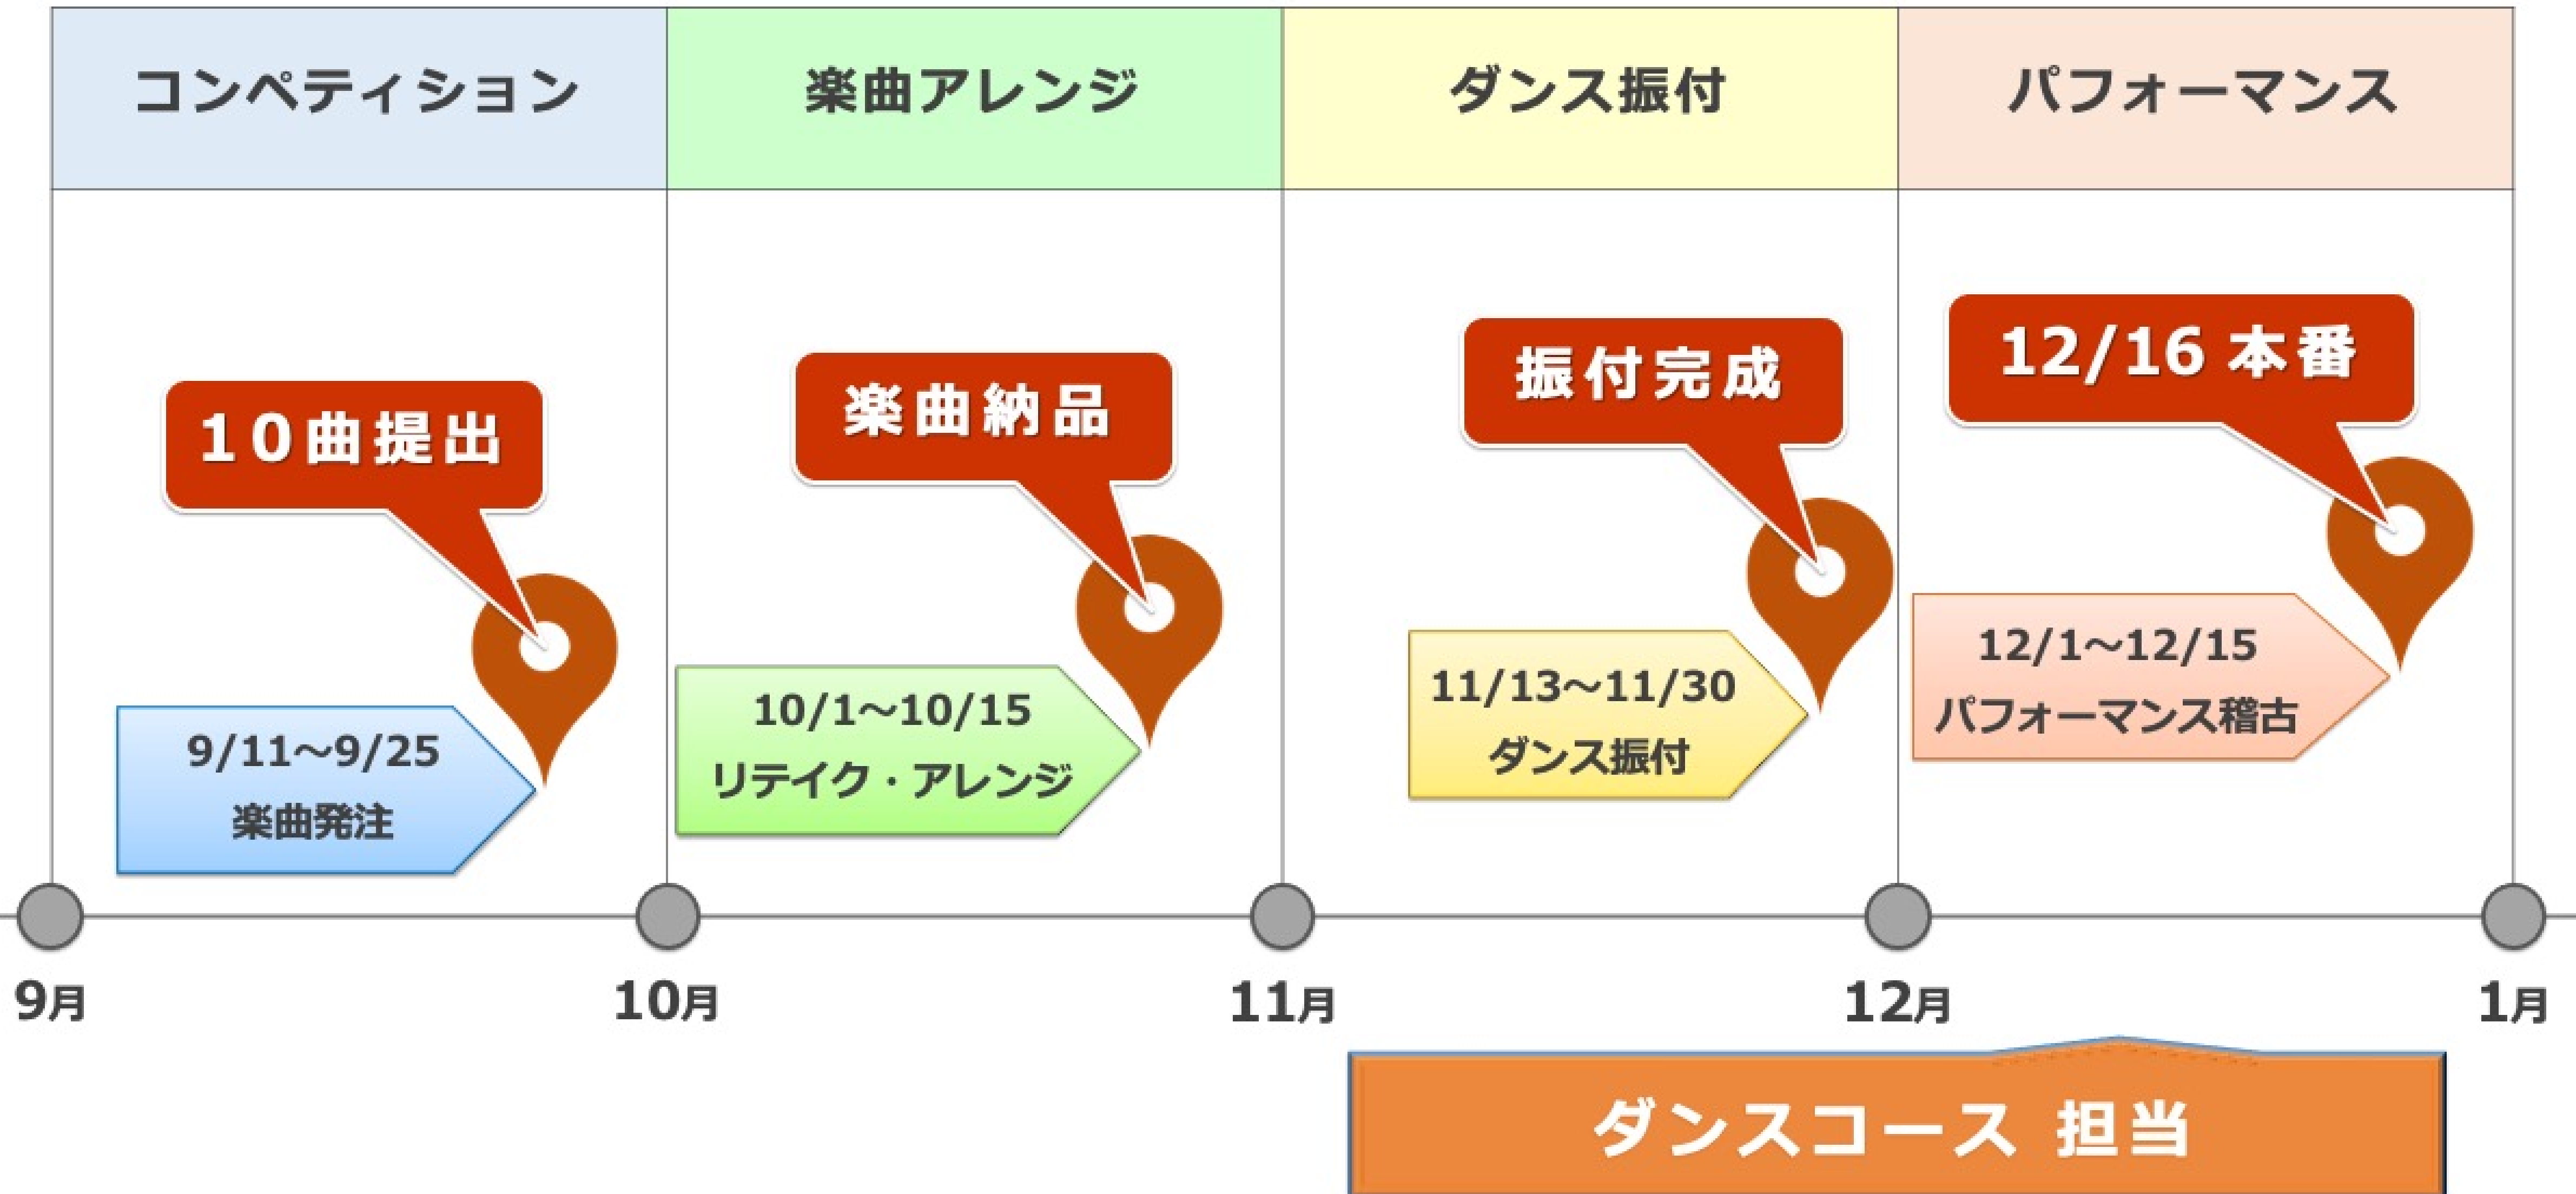 コンペティション
楽曲アレンジ
ダンス振付
パフォーマンス
10曲提出
楽曲納品
振付完成
12/16 本番
9/11～9/25
楽曲発注
10/1～10/15
リテイク・アレンジ
11/13～11/30
ダンス振付
12/1～12/15
パフォーマンス稽古
9月
10月
11月
12月
1月
ダンスコース 担当